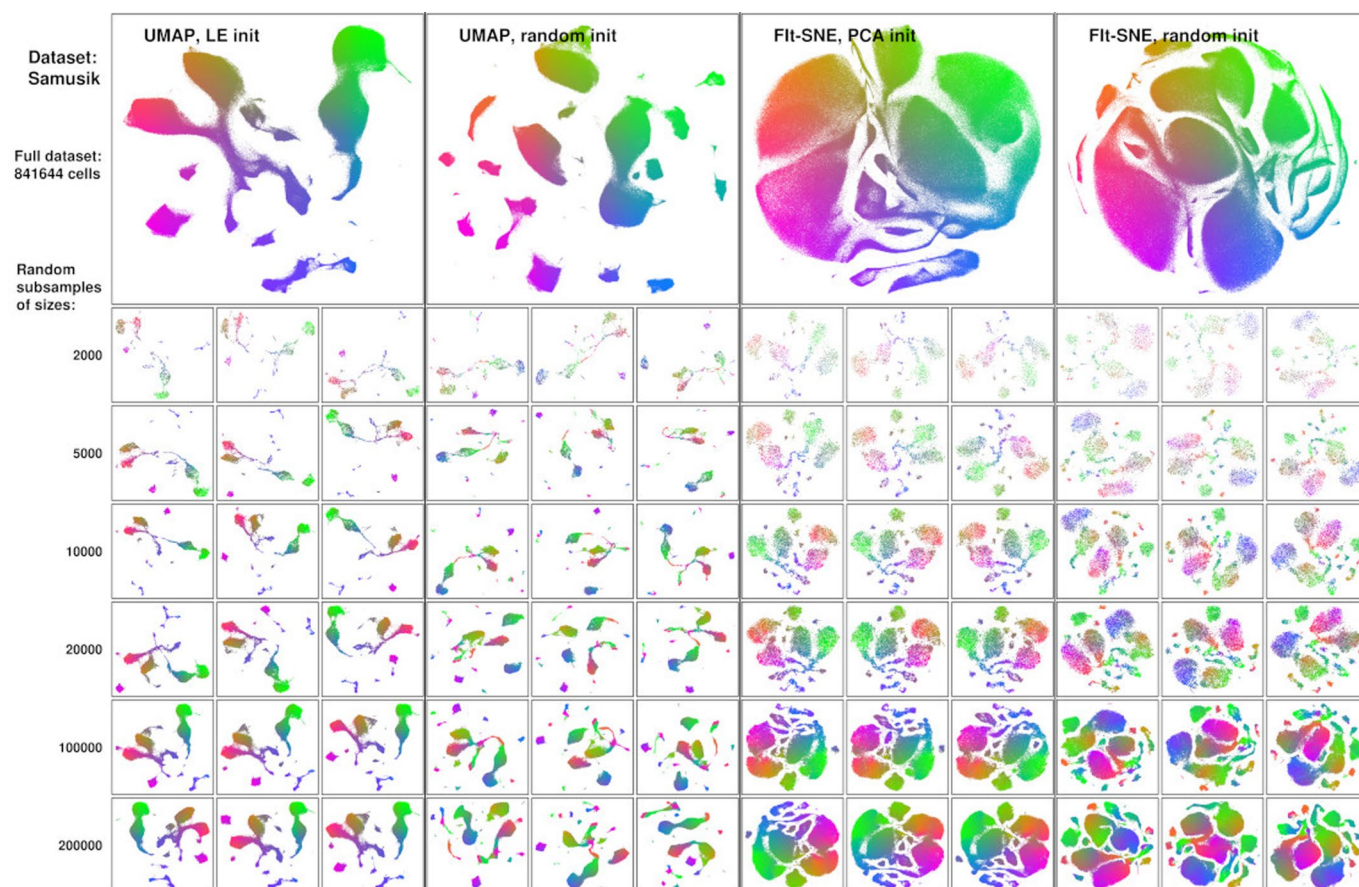 UMAP, LE init
UMAP, random init
FIt-SNE, PCA init
FIt-SNE, random init
Dataset:
Samusik
Full dataset:
841644 cells
Random
subsamples
of sizes:
2000
5000
10000
20000
100000
200000